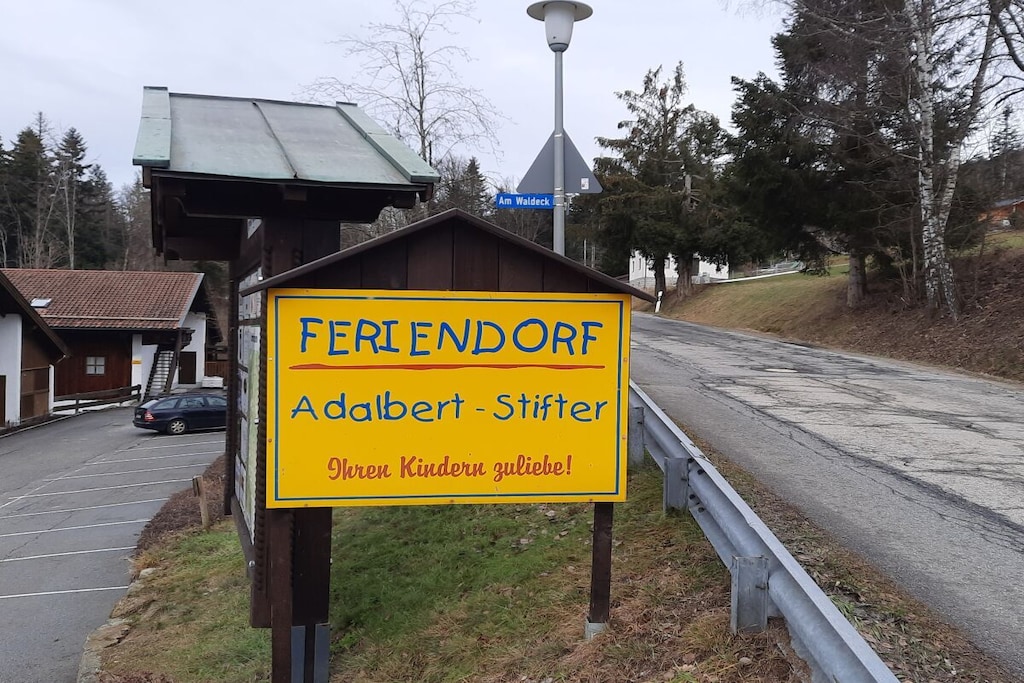 Am Waldeck
FERIENDORF
Adalbert - Stifter
Ihren Kindern zuliebe!